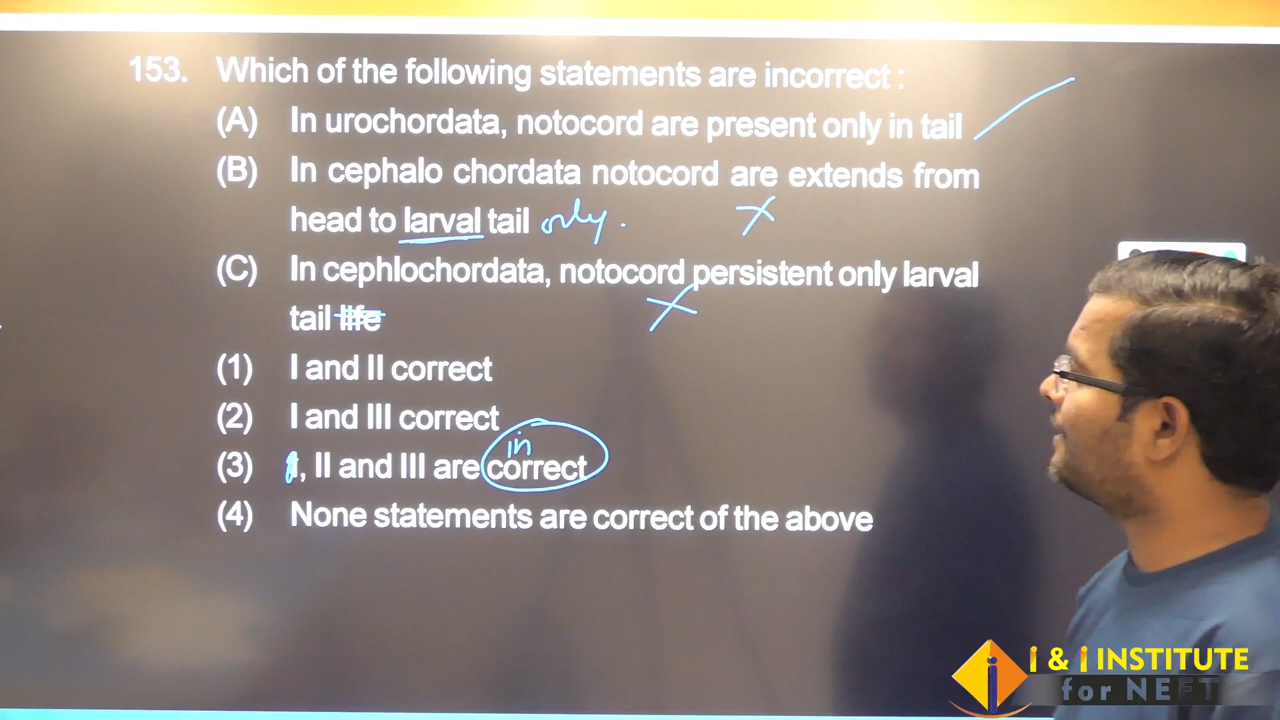 153. Which of the following statements are incorrect :
(A) In urochordata, notocord are present only in tail
(B) In cephalo chordata notocord are extends from
head to larval tail only.
(C) In cephlochordata, notocord persistent only larval
tail life
(1) I and II correct
(2) I and III correct
in
(3) I, II and III are correct
(4) None statements are correct of the above
i & i INSTITUTE
for NEET